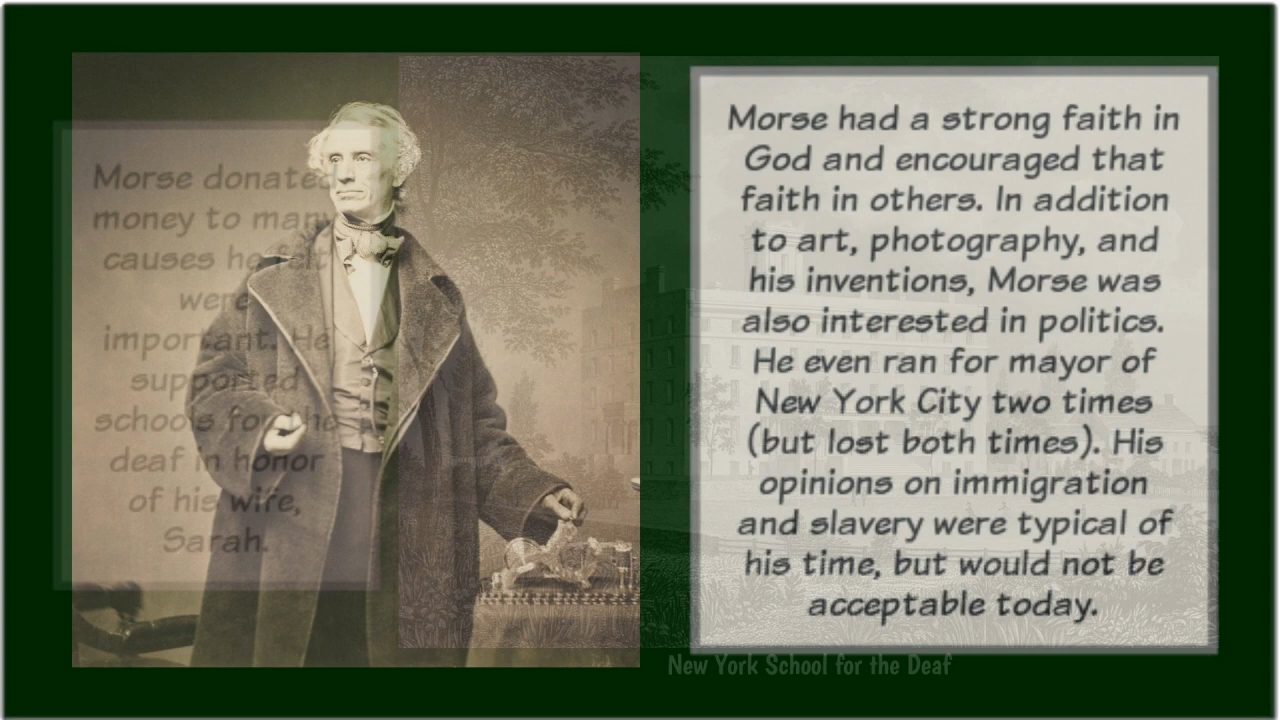 Morse donated
money to many
causes he felt
were
important. He
supported
schools for the
deaf in honor
of his wife,
Sarah.
Morse had a strong faith in
God and encouraged that
faith in others. In addition
to art, photography, and
his inventions, Morse was
also interested in politics.
He even ran for mayor of
New York City two times
(but lost both times). His
opinions on immigration
and slavery were typical of
his time, but would not be
acceptable today.
New York School for the Deaf